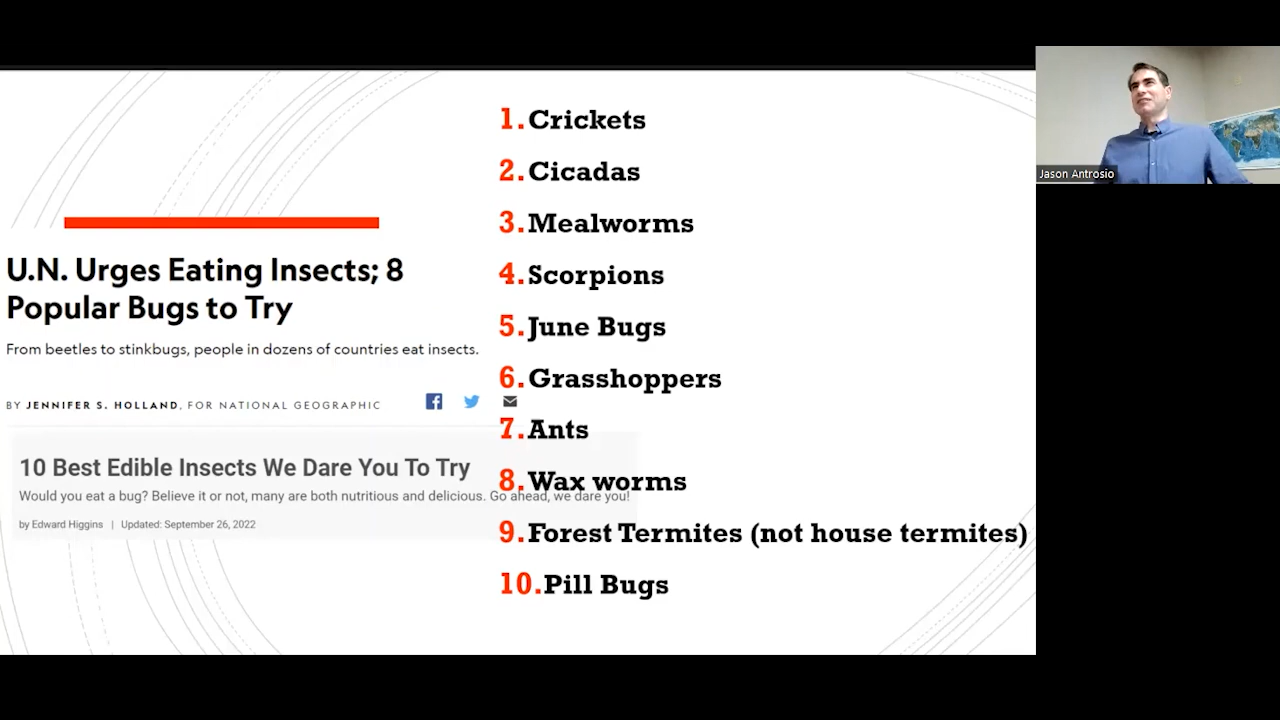 U.N. Urges Eating Insects; 8
Popular Bugs to Try
From beetles to stinkbugs, people in dozens of countries eat insects.
BY JENNIFER S. HOLLAND, FOR NATIONAL GEOGRAPHIC
10 Best Edible Insects We Dare You To Try
Would you eat a bug? Believe it or not, many are both nutritious and delicious. Go ahead, we dare you!
by Edward Higgins | Updated: September 26, 2022
1. Crickets
2. Cicadas
3. Mealworms
4. Scorpions
5. June Bugs
6. Grasshoppers
7. Ants
8. Wax worms
9. Forest Termites (not house termites)
10. Pill Bugs
Jason Antrosio